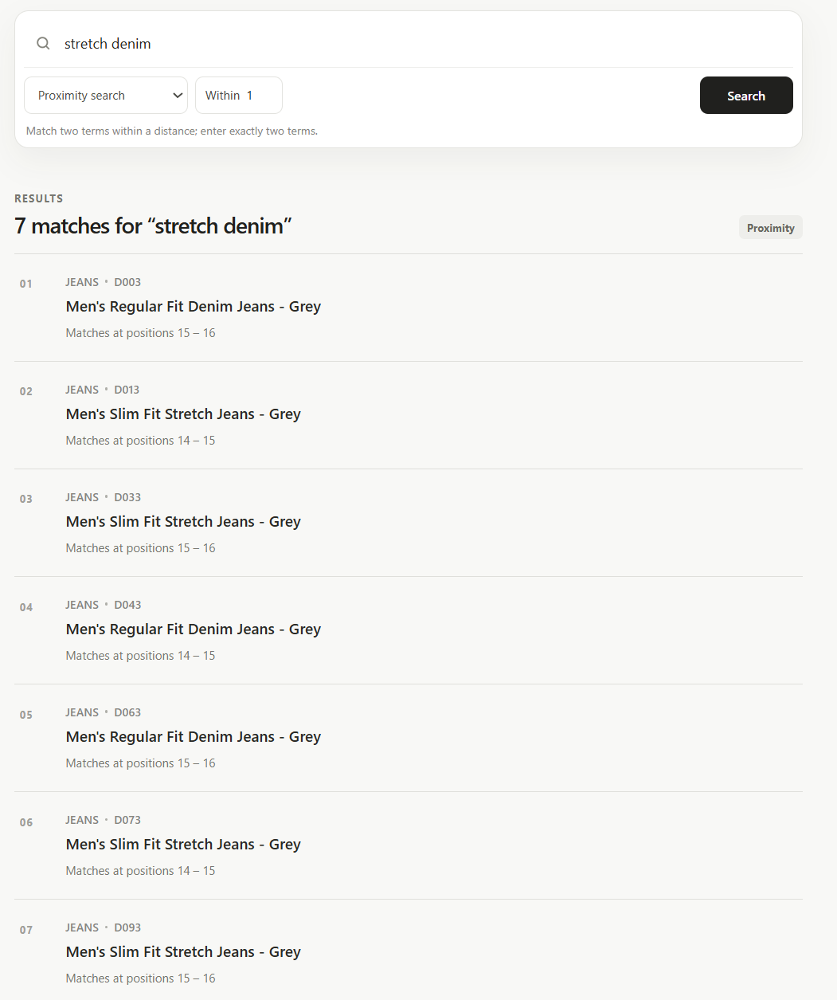 stretch denim
Proximity search
Within 1
Search
Match two terms within a distance; enter exactly two terms.
RESULTS
7 matches for “stretch denim”
Proximity
01
JEANS • D003
Men's Regular Fit Denim Jeans - Grey
Matches at positions 15 – 16
02
JEANS • D013
Men's Slim Fit Stretch Jeans - Grey
Matches at positions 14 – 15
03
JEANS • D033
Men's Slim Fit Stretch Jeans - Grey
Matches at positions 15 – 16
04
JEANS • D043
Men's Regular Fit Denim Jeans - Grey
Matches at positions 14 – 15
05
JEANS • D063
Men's Regular Fit Denim Jeans - Grey
Matches at positions 15 – 16
06
JEANS • D073
Men's Slim Fit Stretch Jeans - Grey
Matches at positions 14 – 15
07
JEANS • D093
Men's Slim Fit Stretch Jeans - Grey
Matches at positions 15 – 16